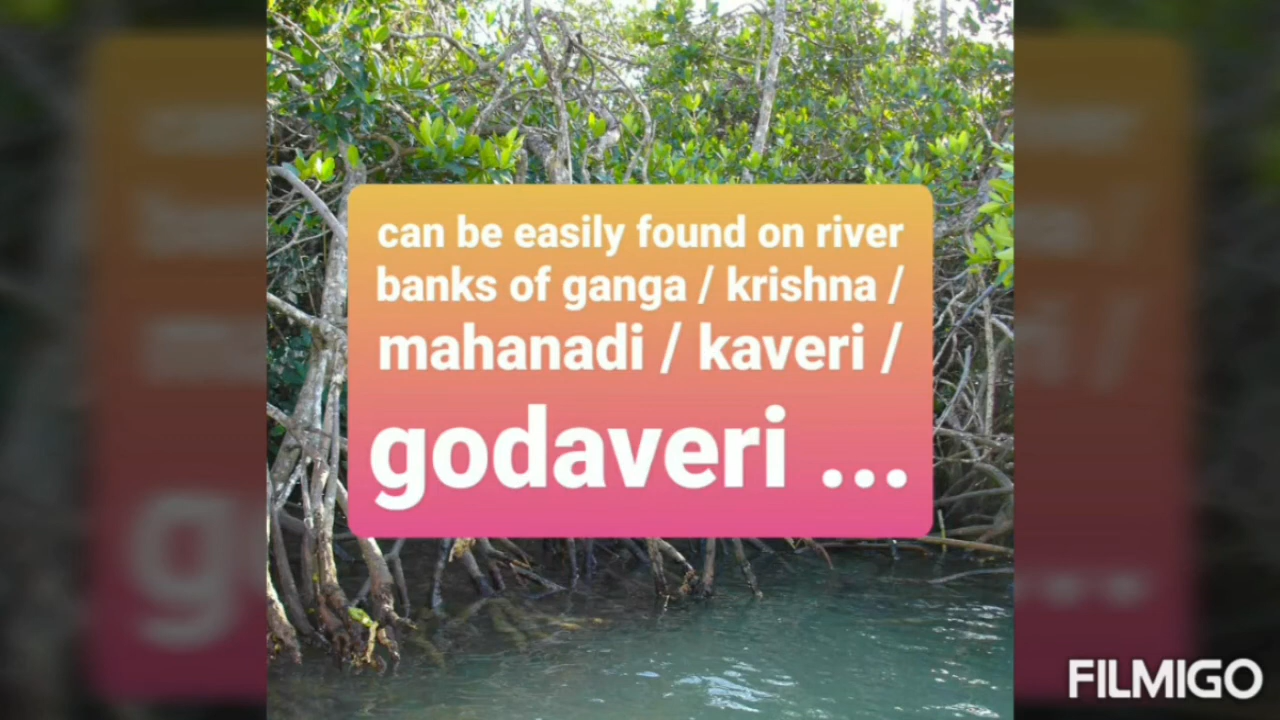 can be easily found on river
banks of ganga / krishna /
mahanadi / kaveri /
godaveri ...
FILMIGO